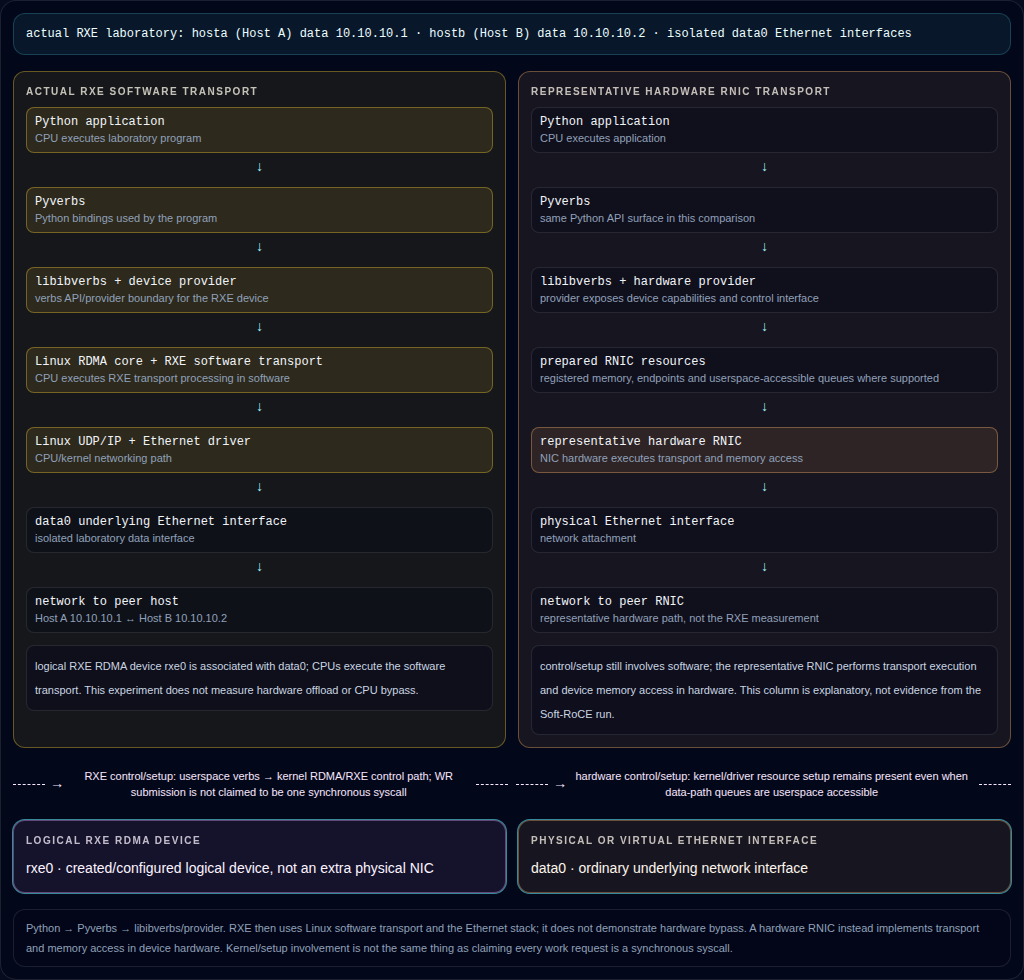 actual RXE laboratory: hosta (Host A) data 10.10.10.1 · hostb (Host B) data 10.10.10.2 · isolated data0 Ethernet interfaces
ACTUAL RXE SOFTWARE TRANSPORT
Python application
CPU executes laboratory program
↓
Pyverbs
Python bindings used by the program
↓
libibverbs + device provider
verbs API/provider boundary for the RXE device
↓
Linux RDMA core + RXE software transport
CPU executes RXE transport processing in software
↓
Linux UDP/IP + Ethernet driver
CPU/kernel networking path
↓
data0 underlying Ethernet interface
isolated laboratory data interface
↓
network to peer host
Host A 10.10.10.1 ↔ Host B 10.10.10.2
logical RXE RDMA device rxe0 is associated with data0; CPUs execute the software
transport. This experiment does not measure hardware offload or CPU bypass.
REPRESENTATIVE HARDWARE RNIC TRANSPORT
Python application
CPU executes application
↓
Pyverbs
same Python API surface in this comparison
↓
libibverbs + hardware provider
provider exposes device capabilities and control interface
↓
prepared RNIC resources
registered memory, endpoints and userspace-accessible queues where supported
↓
representative hardware RNIC
NIC hardware executes transport and memory access
↓
physical Ethernet interface
network attachment
↓
network to peer RNIC
representative hardware path, not the RXE measurement
control/setup still involves software; the representative RNIC performs transport execution
and device memory access in hardware. This column is explanatory, not evidence from the
Soft-RoCE run.
→ RXE control/setup: userspace verbs → kernel RDMA/RXE control path; WR
submission is not claimed to be one synchronous syscall
→ hardware control/setup: kernel/driver resource setup remains present even when
data-path queues are userspace accessible
LOGICAL RXE RDMA DEVICE
rxe0 · created/configured logical device, not an extra physical NIC
PHYSICAL OR VIRTUAL ETHERNET INTERFACE
data0 · ordinary underlying network interface
Python → Pyverbs → libibverbs/provider. RXE then uses Linux software transport and the Ethernet stack; it does not demonstrate hardware bypass. A hardware RNIC instead implements transport
and memory access in device hardware. Kernel/setup involvement is not the same thing as claiming every work request is a synchronous syscall.